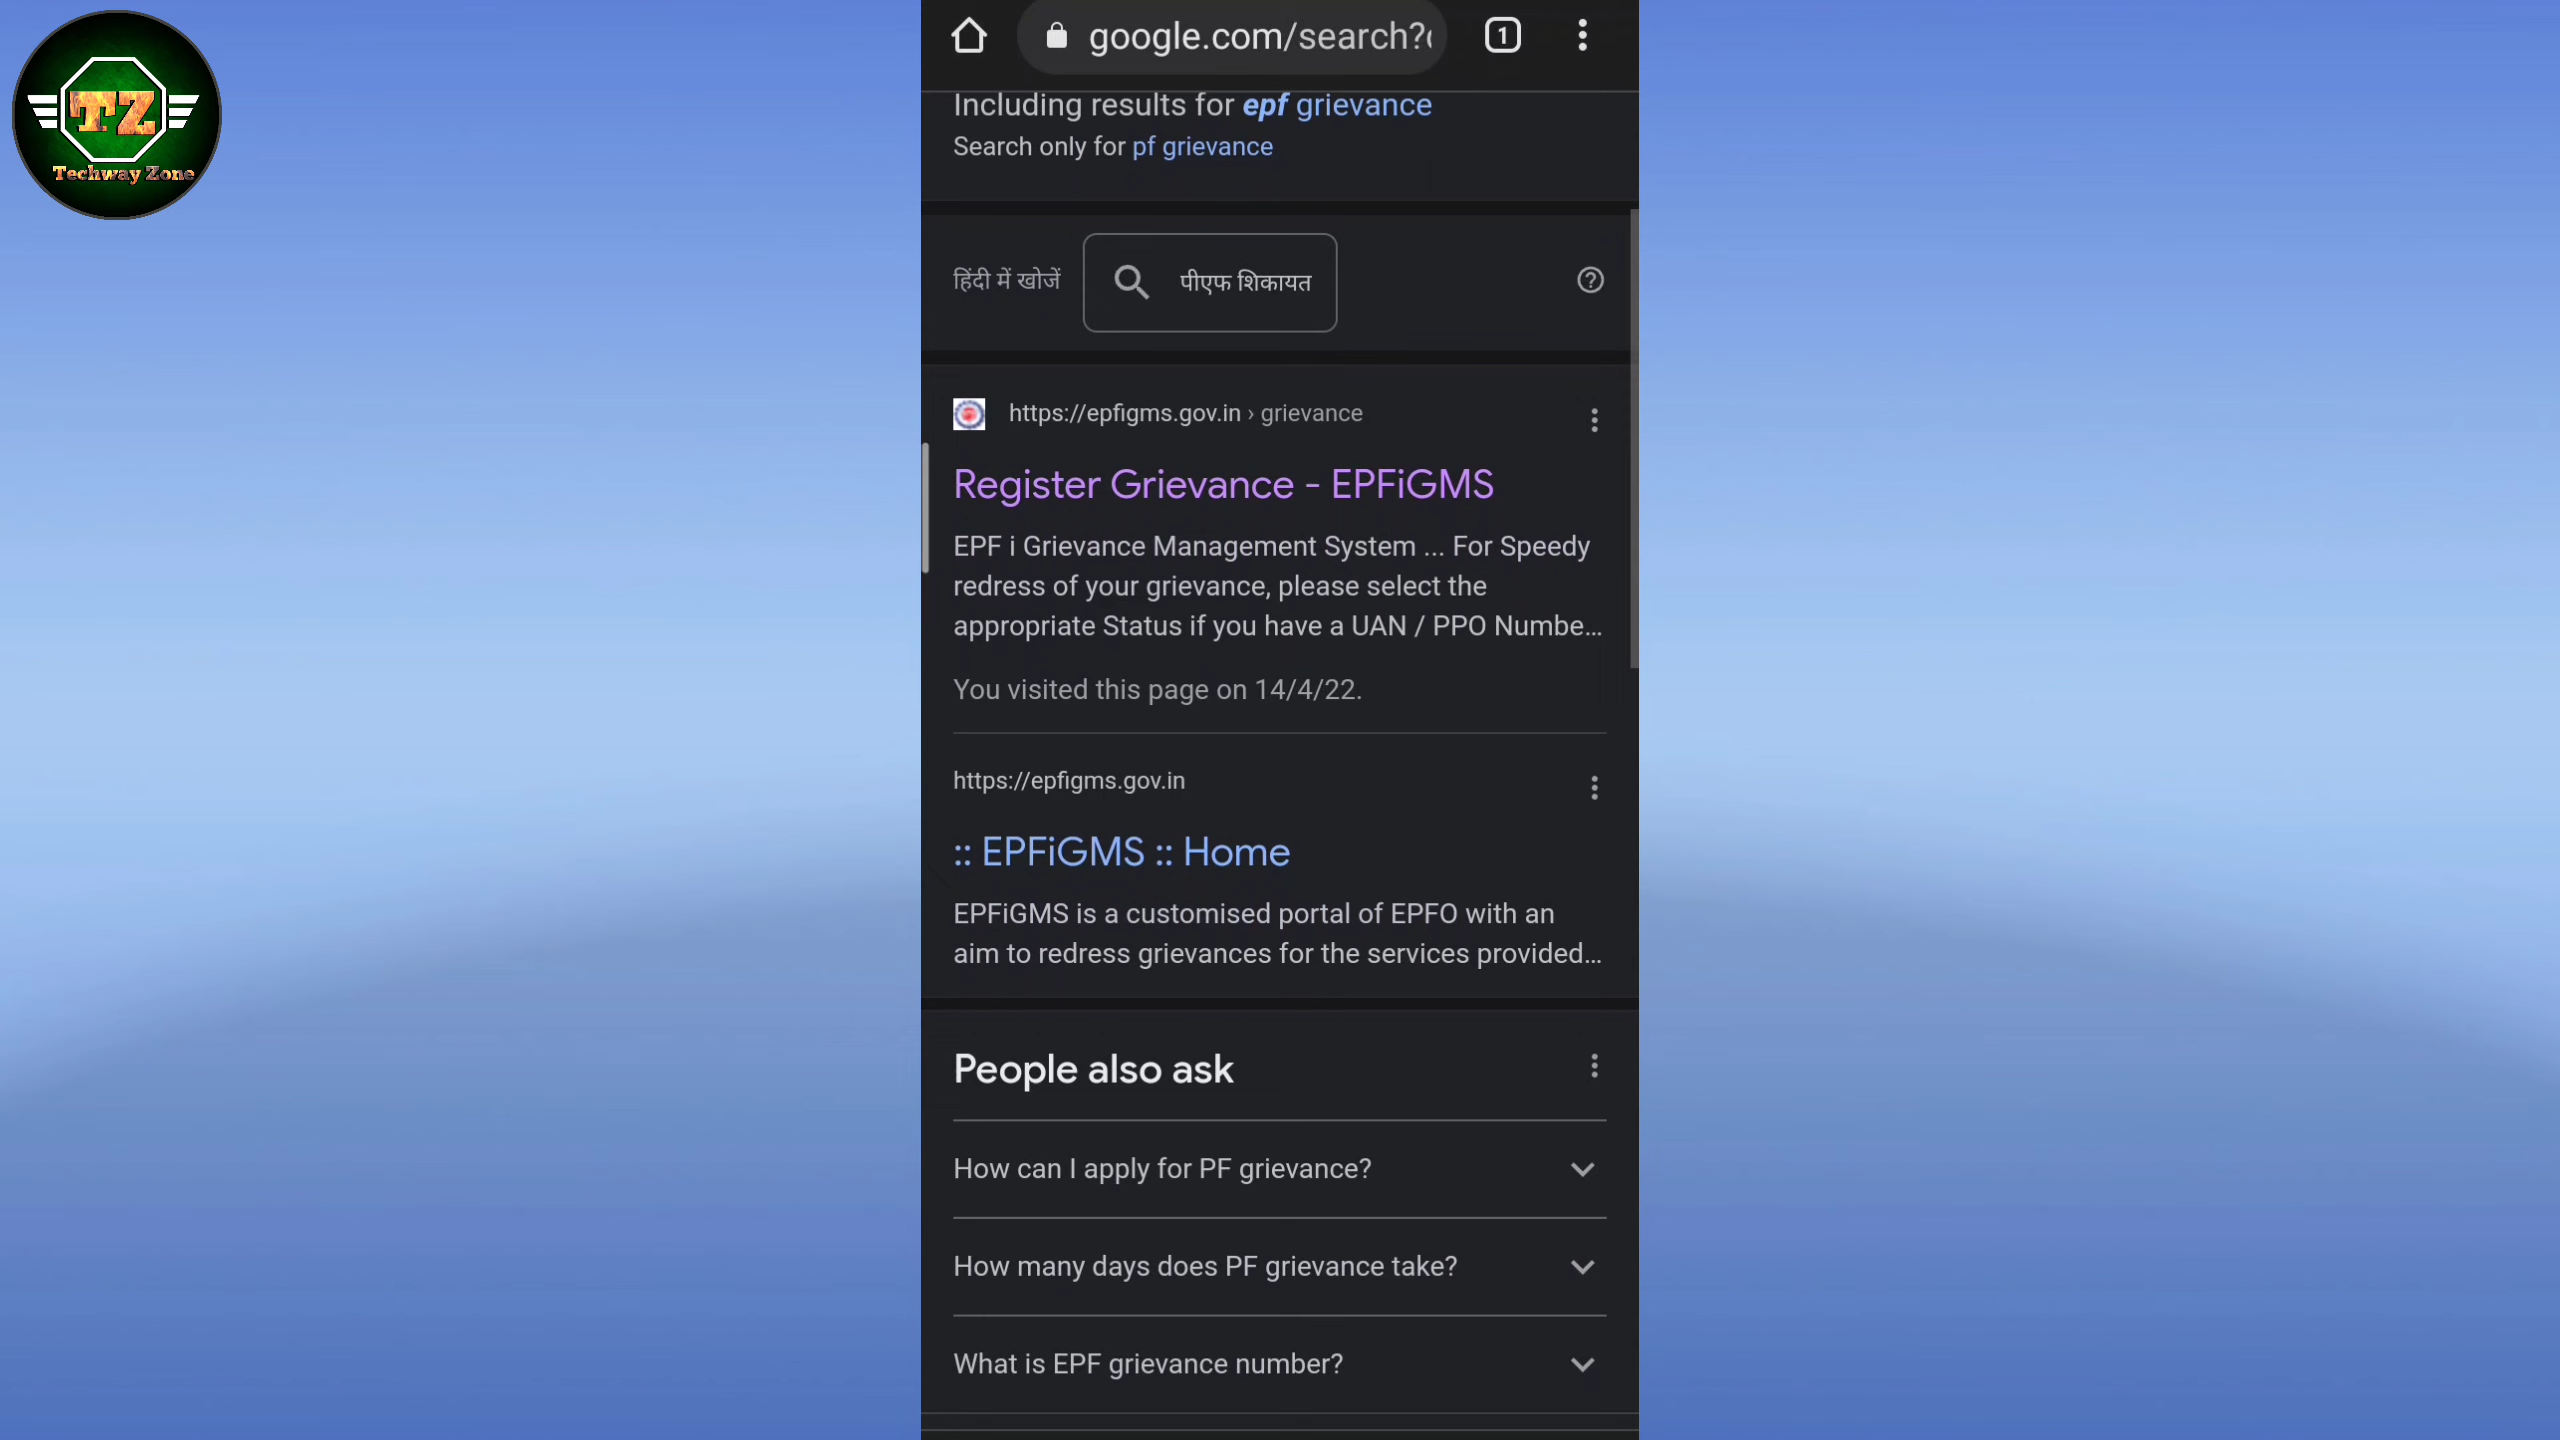 TZ
Techway Zone
google.com/search?
1
Including results for epf grievance
Search only for pf grievance
हिंदी में खोजें
पीएफ शिकायत
https://epfigms.gov.in › grievance
Register Grievance - EPFiGMS
EPF i Grievance Management System ... For Speedy
redress of your grievance, please select the
appropriate Status if you have a UAN / PPO Numbe...
You visited this page on 14/4/22.
https://epfigms.gov.in
:: EPFiGMS :: Home
EPFiGMS is a customised portal of EPFO with an
aim to redress grievances for the services provided...
People also ask
How can I apply for PF grievance?
How many days does PF grievance take?
What is EPF grievance number?